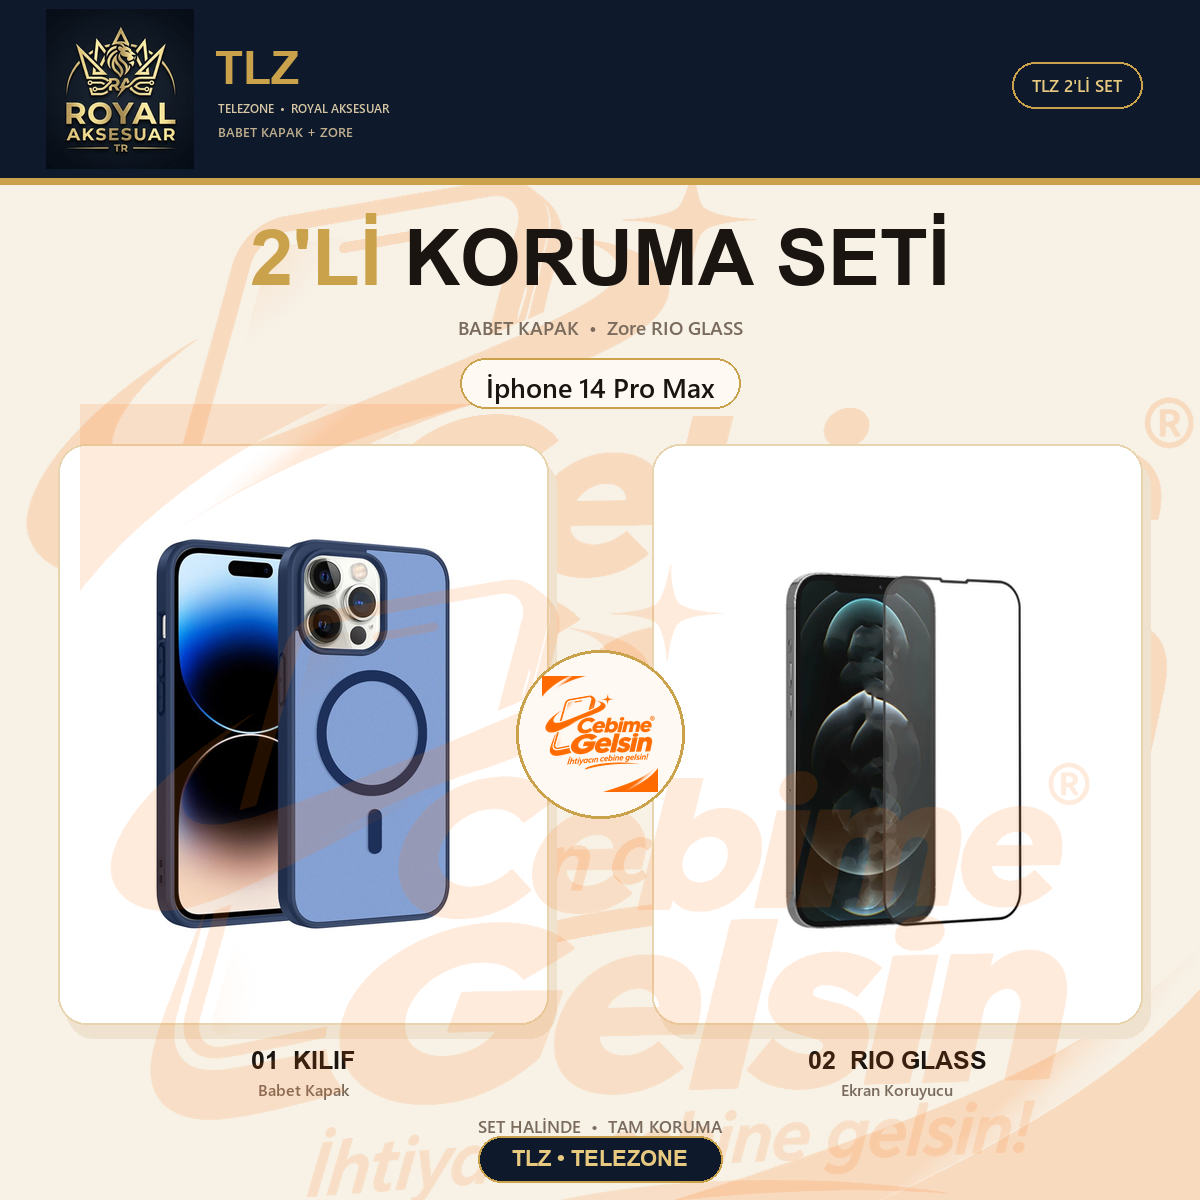 ROYAL
AKSESUAR
TR
TLZ
TELEZONE • ROYAL AKSESUAR
BABET KAPAK + ZORE
TLZ 2'Lİ SET
2'Lİ KORUMA SETİ
BABET KAPAK • Zore RIO GLASS
İphone 14 Pro Max
Cebime
Gelsin
İhtiyacın cebine gelsin!
®
Cebime®
Gelsin
01 KILIF
Babet Kapak
02 RIO GLASS
Ekran Koruyucu
SET HALİNDE • TAM KORUMA
TLZ • TELEZONE